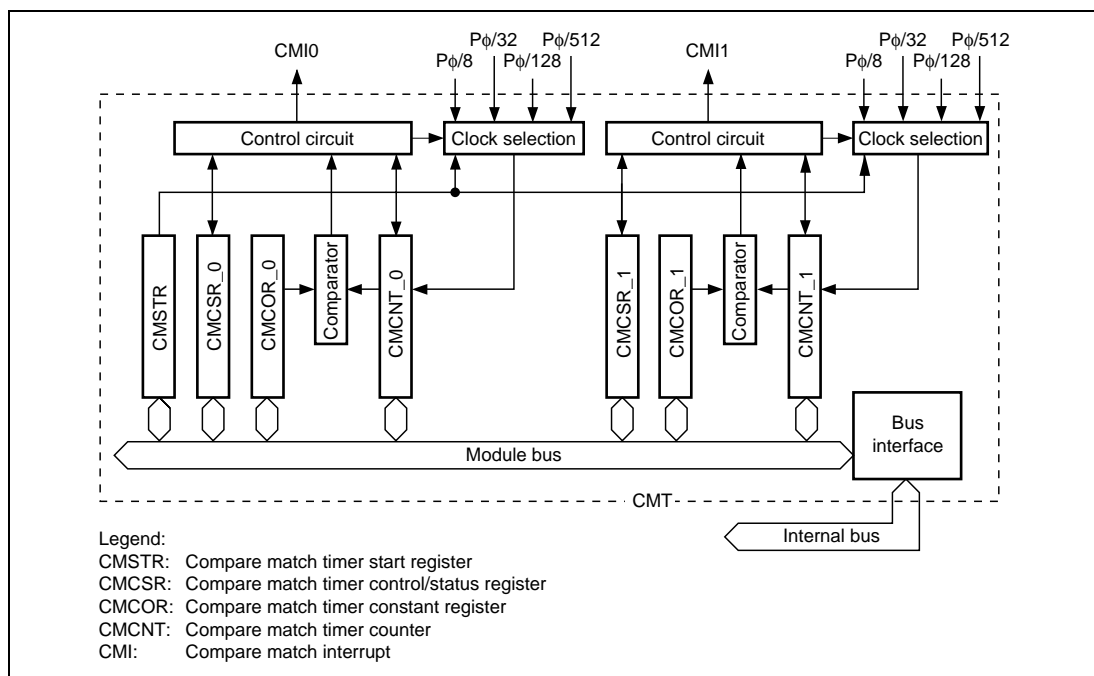 CMI0
Pφ/8
Pφ/32
Pφ/128
Pφ/512
CMI1
Pφ/8
Pφ/32
Pφ/128
Pφ/512
Control circuit
Clock selection
Control circuit
Clock selection
CMSTR
CMCSR_0
CMCOR_0
Comparator
CMCNT_0
CMCSR_1
CMCOR_1
Comparator
CMCNT_1
Module bus
Bus
interface
CMT
Internal bus
Legend:
CMSTR: Compare match timer start register
CMCSR: Compare match timer control/status register
CMCOR: Compare match timer constant register
CMCNT: Compare match timer counter
CMI: Compare match interrupt